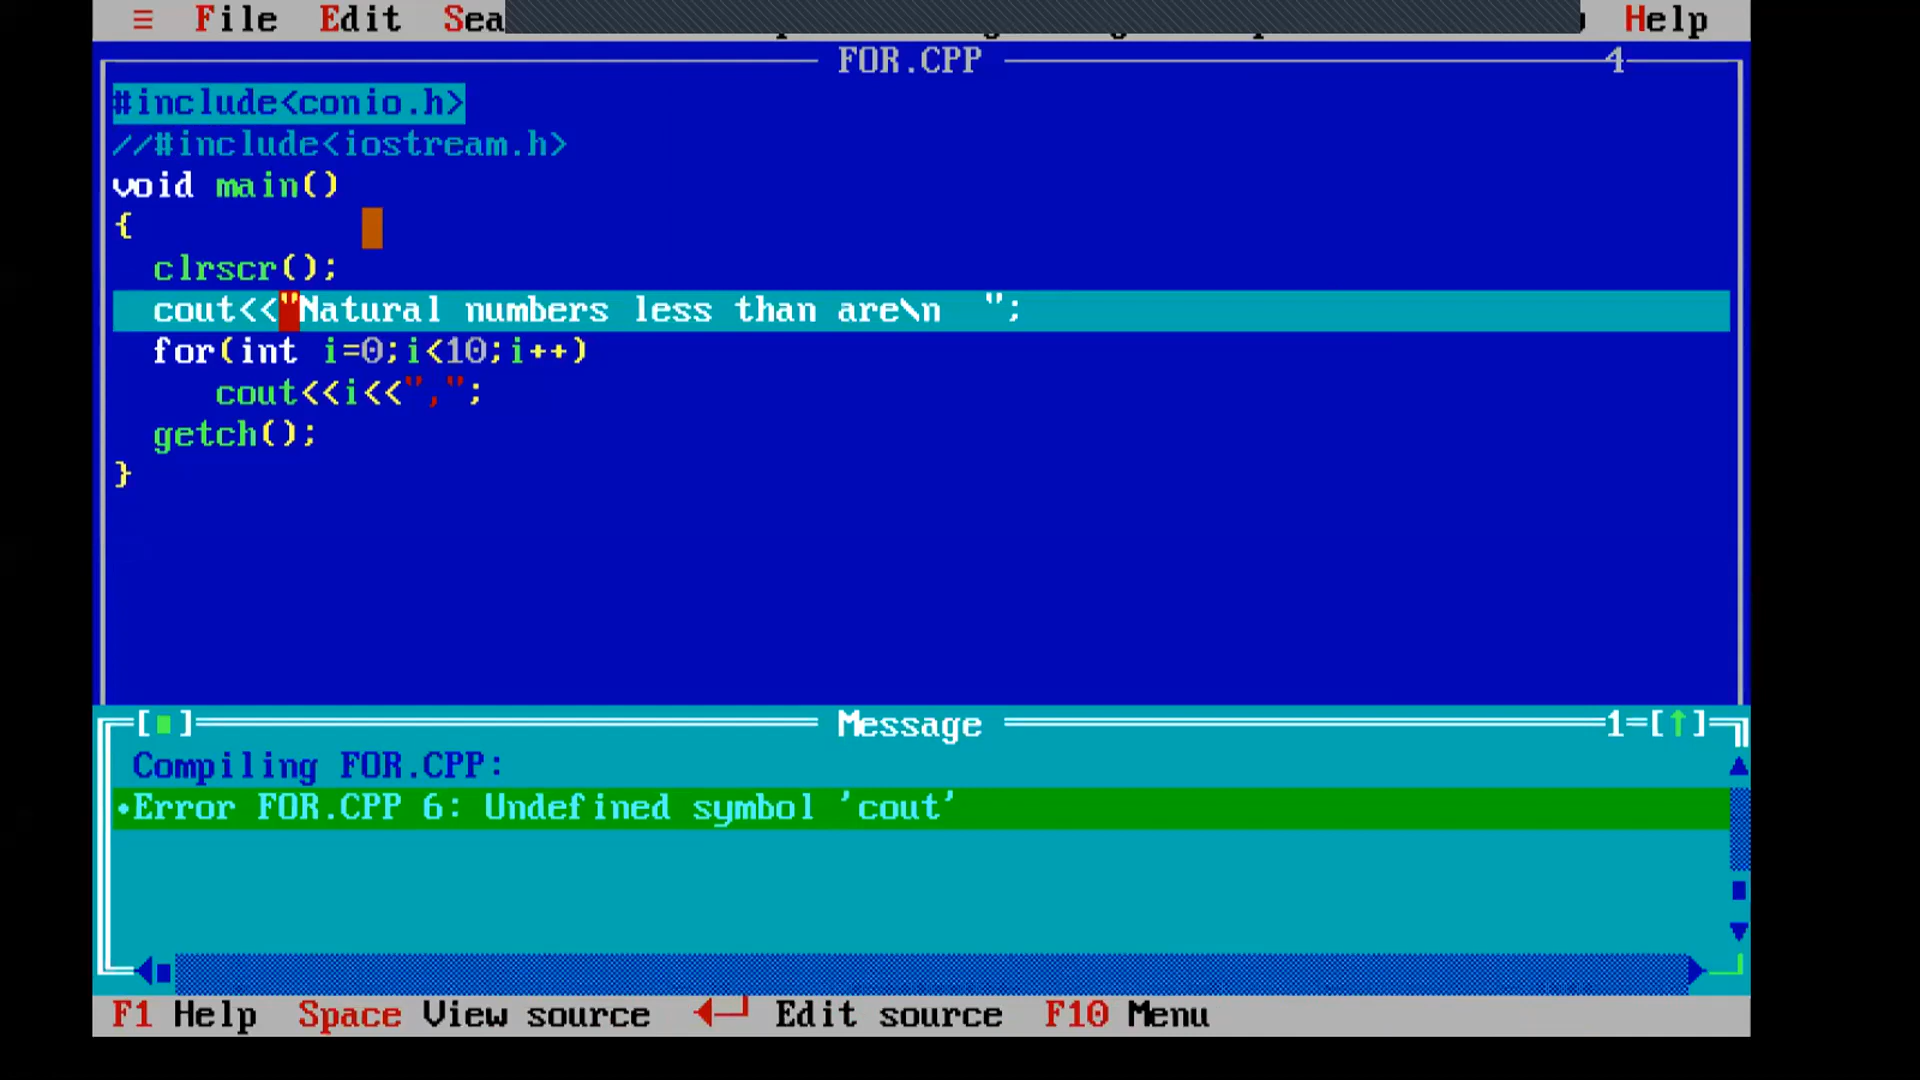 ≡ File Edit Sea Help
FOR.CPP 4
#include<conio.h>
//#include<iostream.h>
void main()
{
clrscr();
cout<<"Natural numbers less than are\n  ";
for(int i=0;i<10;i++)
cout<<i<<",";
getch();
}
[■] Message 1=[↑]
Compiling FOR.CPP:
•Error FOR.CPP 6: Undefined symbol 'cout'
F1 Help Space View source ◄┘ Edit source F10 Menu